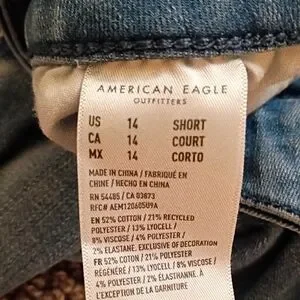 AMERICAN EAGLE
OUTFITTERS
US 14 SHORT
CA 14 COURT
MX 14 CORTO
MADE IN CHINA / FABRIQUÉ EN
CHINE / HECHO EN CHINA
RN 54485 / CA 03873
RFC# AEM120605U9A
EN 52% COTTON / 21% RECYCLED
POLYESTER / 13% LYOCELL /
8% VISCOSE / 4% POLYESTER /
2% ELASTANE. EXCLUSIVE OF DECORATION
FR 52% COTON / 21% POLYESTER
RÉGÉNÉRÉ / 13% LYOCELL / 8% VISCOSE /
4% POLYESTER / 2% ÉLASTHANNE. À
L'EXCEPTION DE LA GARNITURE